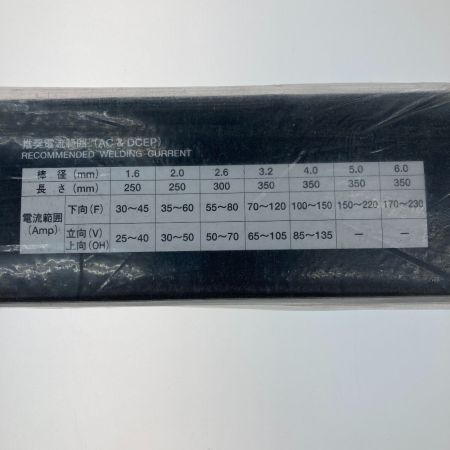 推奨電流範囲 (AC & DCEP)
RECOMMENDED WELDING CURRENT
棒 径 (mm) 1.6 2.0 2.6 3.2 4.0 5.0 6.0
長 さ (mm) 250 250 300 350 350 350 350
電流範囲 (Amp) 下向(F) 30〜45 35〜60 55〜80 70〜120 100〜150 150〜220 170〜230
立向(V) 上向(OH) 25〜40 30〜50 50〜70 65〜105 85〜135 — —